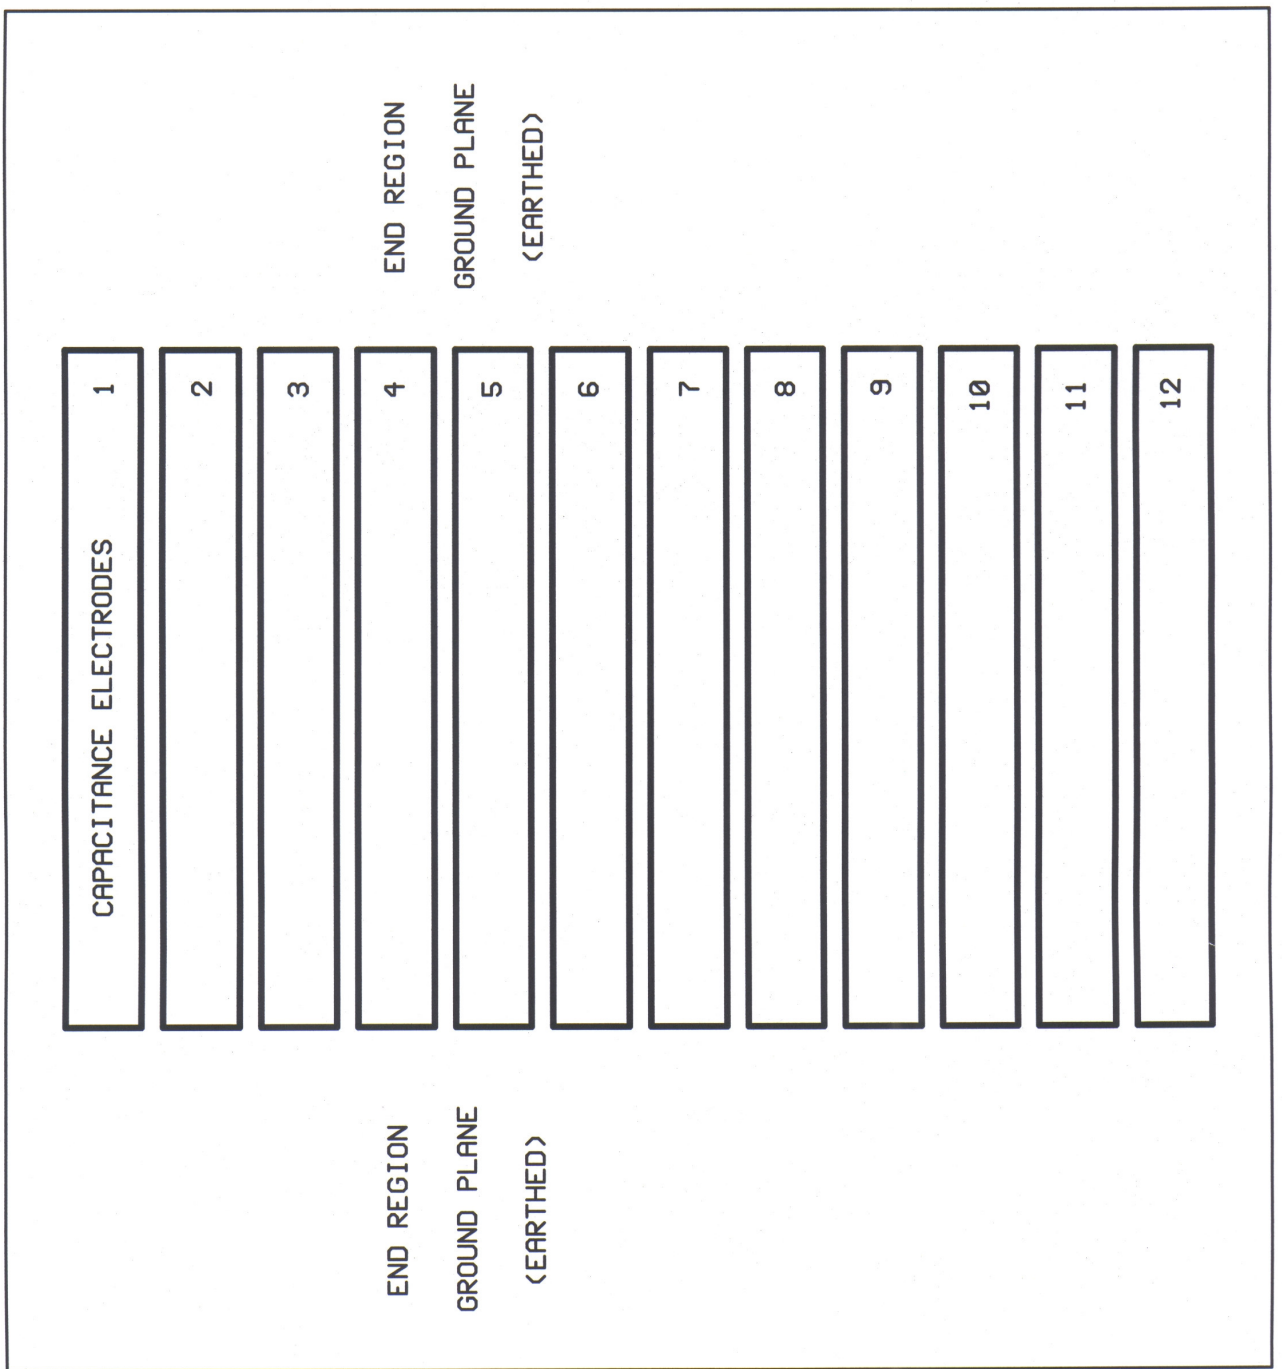 CAPACITANCE ELECTRODES
1
2
3
4
5
6
7
8
9
10
11
12
END REGION
GROUND PLANE
(EARTHED)
END REGION
GROUND PLANE
(EARTHED)